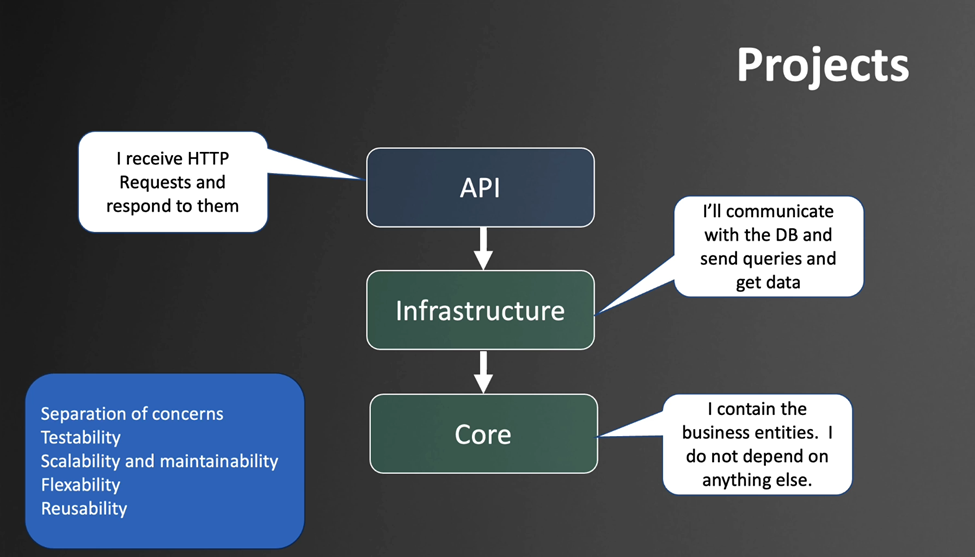 Projects
I receive HTTP
Requests and
respond to them
API
I’ll communicate
with the DB and
send queries and
get data
Infrastructure
Separation of concerns
Testability
Scalability and maintainability
Flexability
Reusability
Core
I contain the
business entities.  I
do not depend on
anything else.